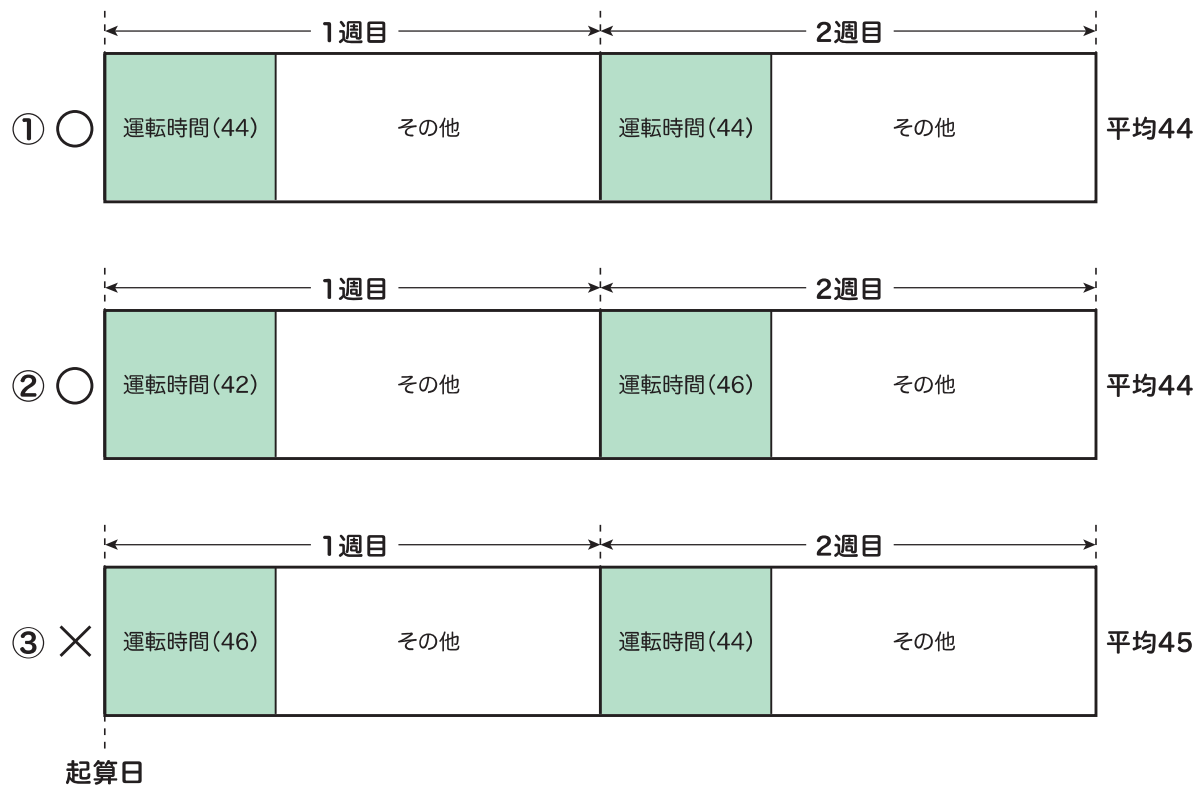 1週目 2週目
① ○ 運転時間(44) その他 運転時間(44) その他 平均44
1週目 2週目
② ○ 運転時間(42) その他 運転時間(46) その他 平均44
1週目 2週目
③ × 運転時間(46) その他 運転時間(44) その他 平均45
起算日